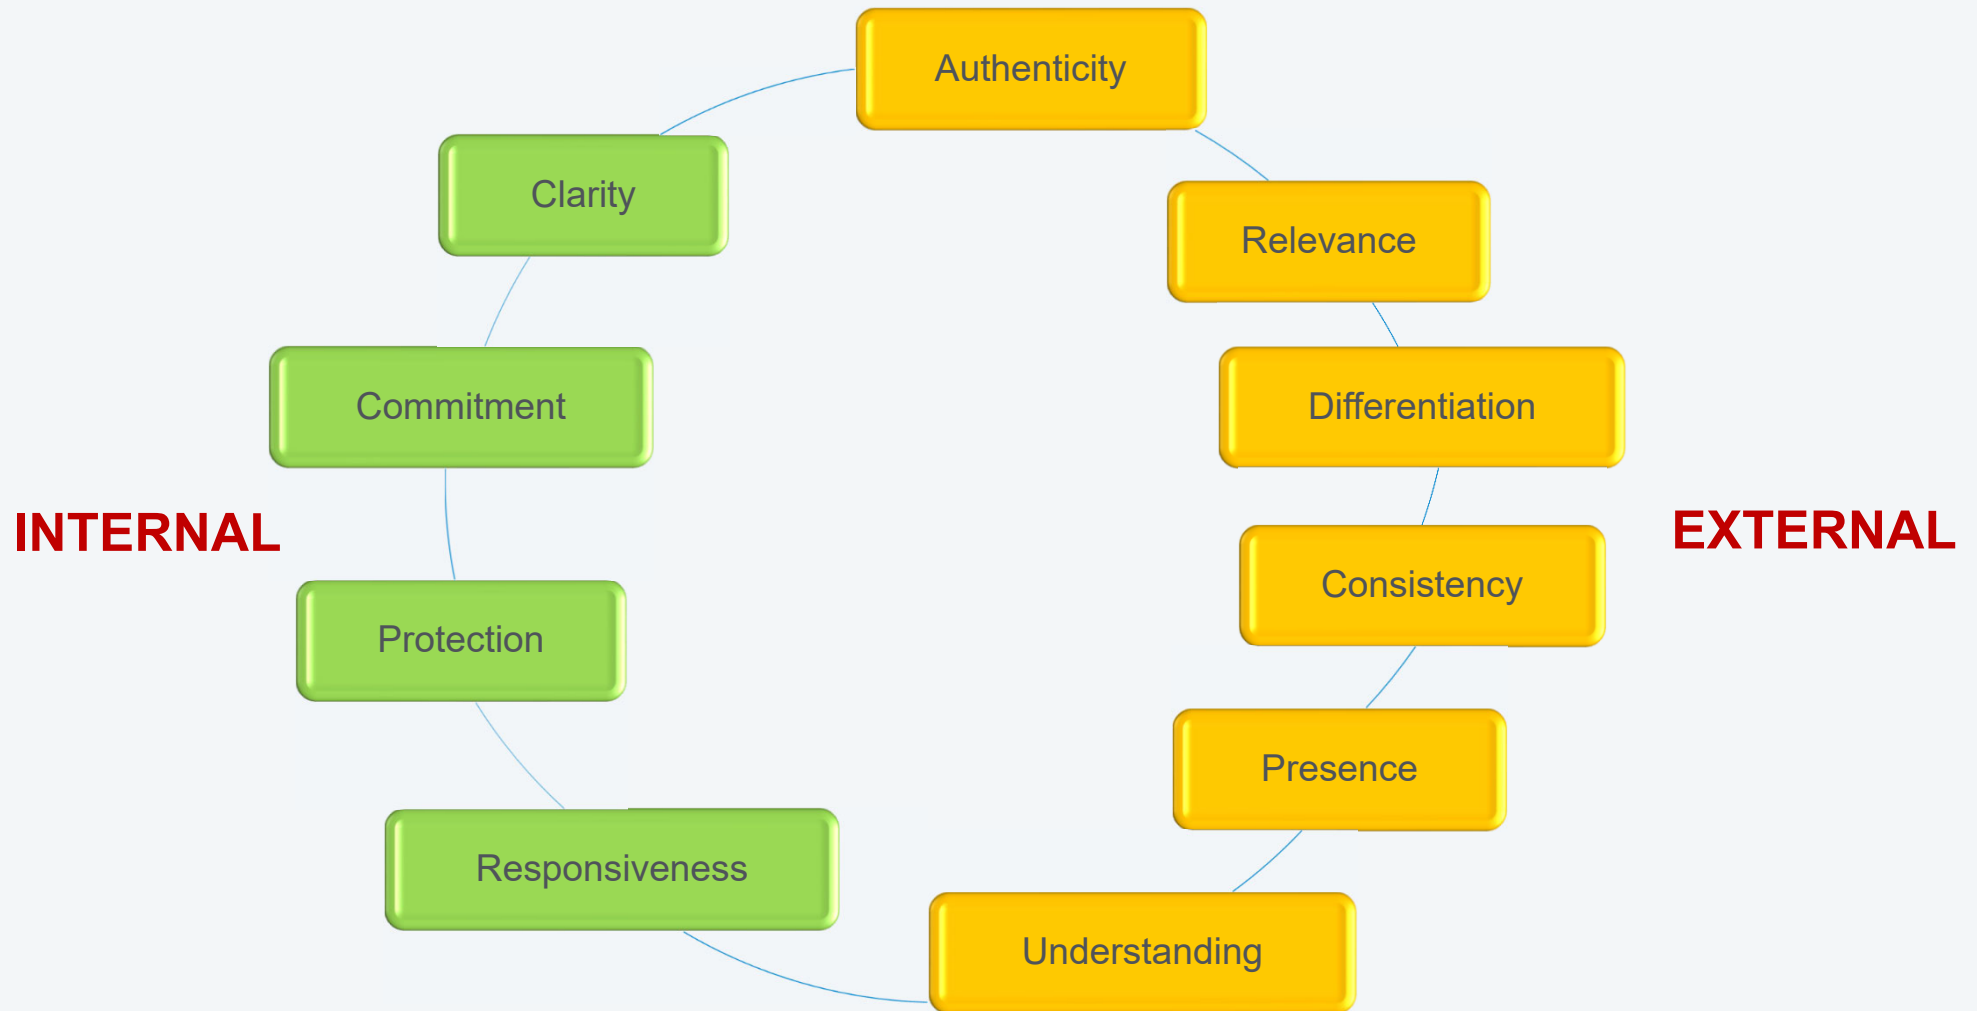 Authenticity
Clarity
Relevance
Commitment
Differentiation
INTERNAL
EXTERNAL
Consistency
Protection
Presence
Responsiveness
Understanding